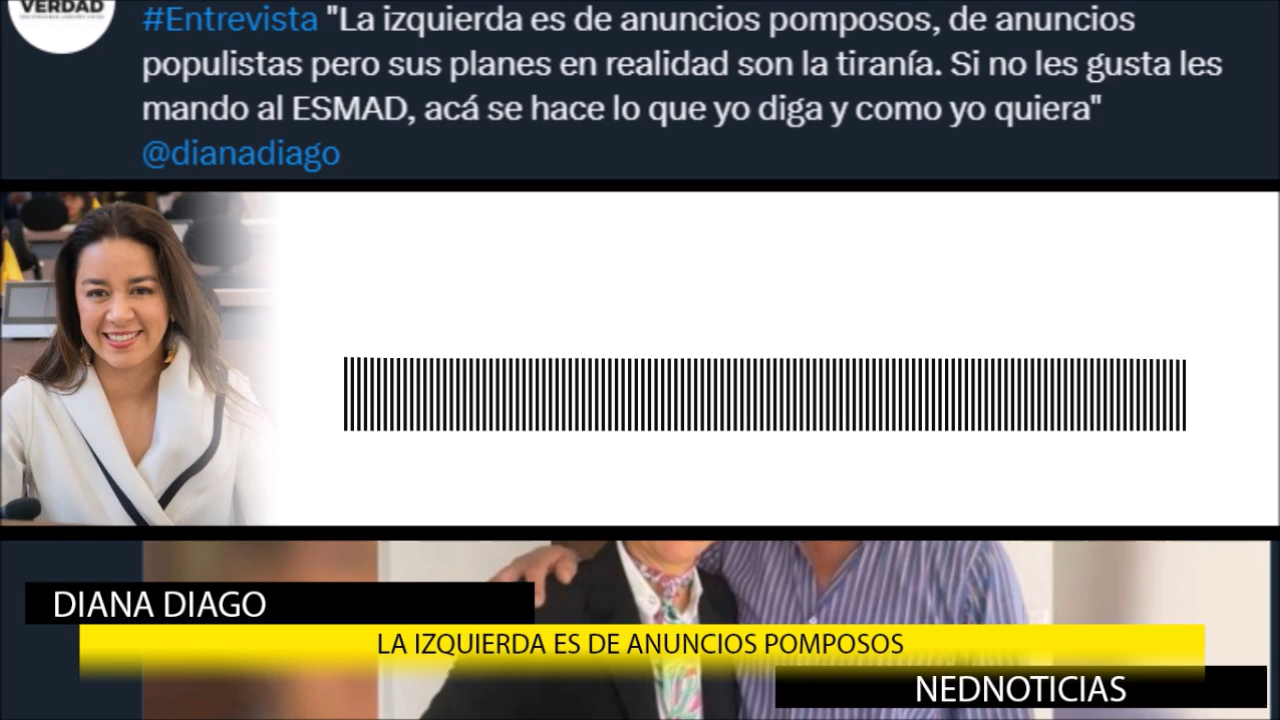 VERDAD
#Entrevista "La izquierda es de anuncios pomposos, de anuncios
populistas pero sus planes en realidad son la tiranía. Si no les gusta les
mando al ESMAD, acá se hace lo que yo diga y como yo quiera"
@dianadiago
DIANA DIAGO
LA IZQUIERDA ES DE ANUNCIOS POMPOSOS
NEDNOTICIAS